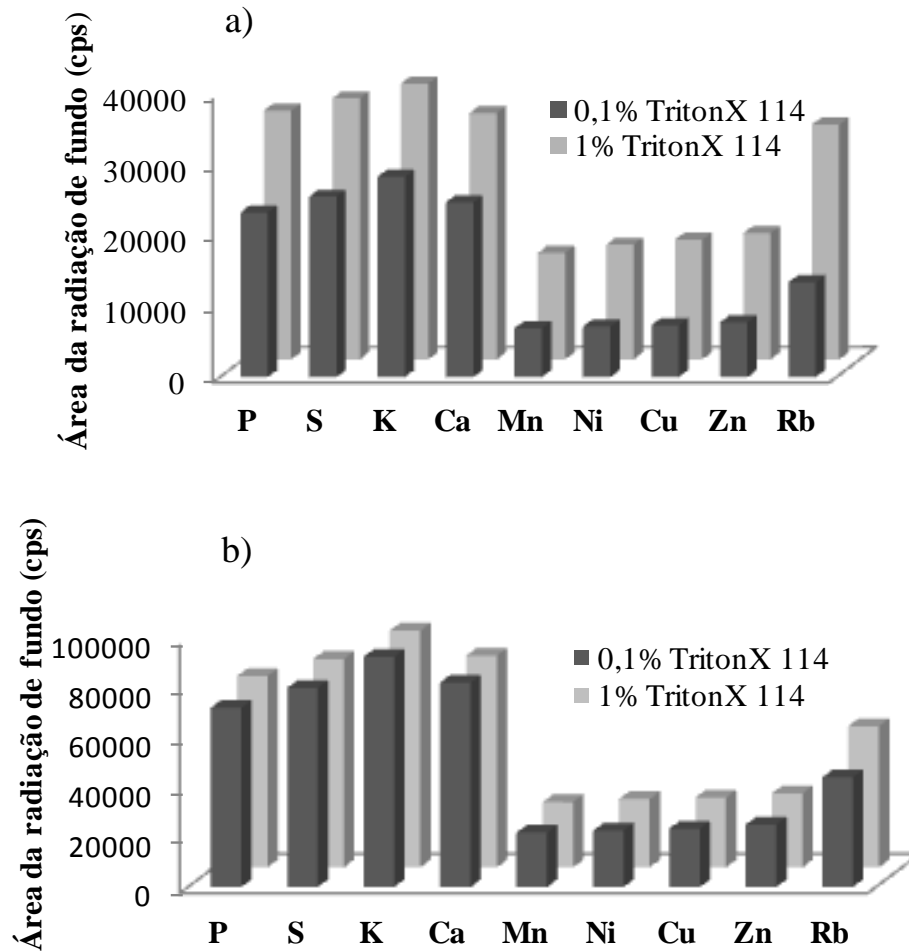 a)
Área da radiação de fundo (cps)
40000
30000
20000
10000
0
0,1% TritonX 114
1% TritonX 114
P S K Ca Mn Ni Cu Zn Rb
b)
Área da radiação de fundo (cps)
100000
80000
60000
40000
20000
0
0,1% TritonX 114
1% TritonX 114
P S K Ca Mn Ni Cu Zn Rb